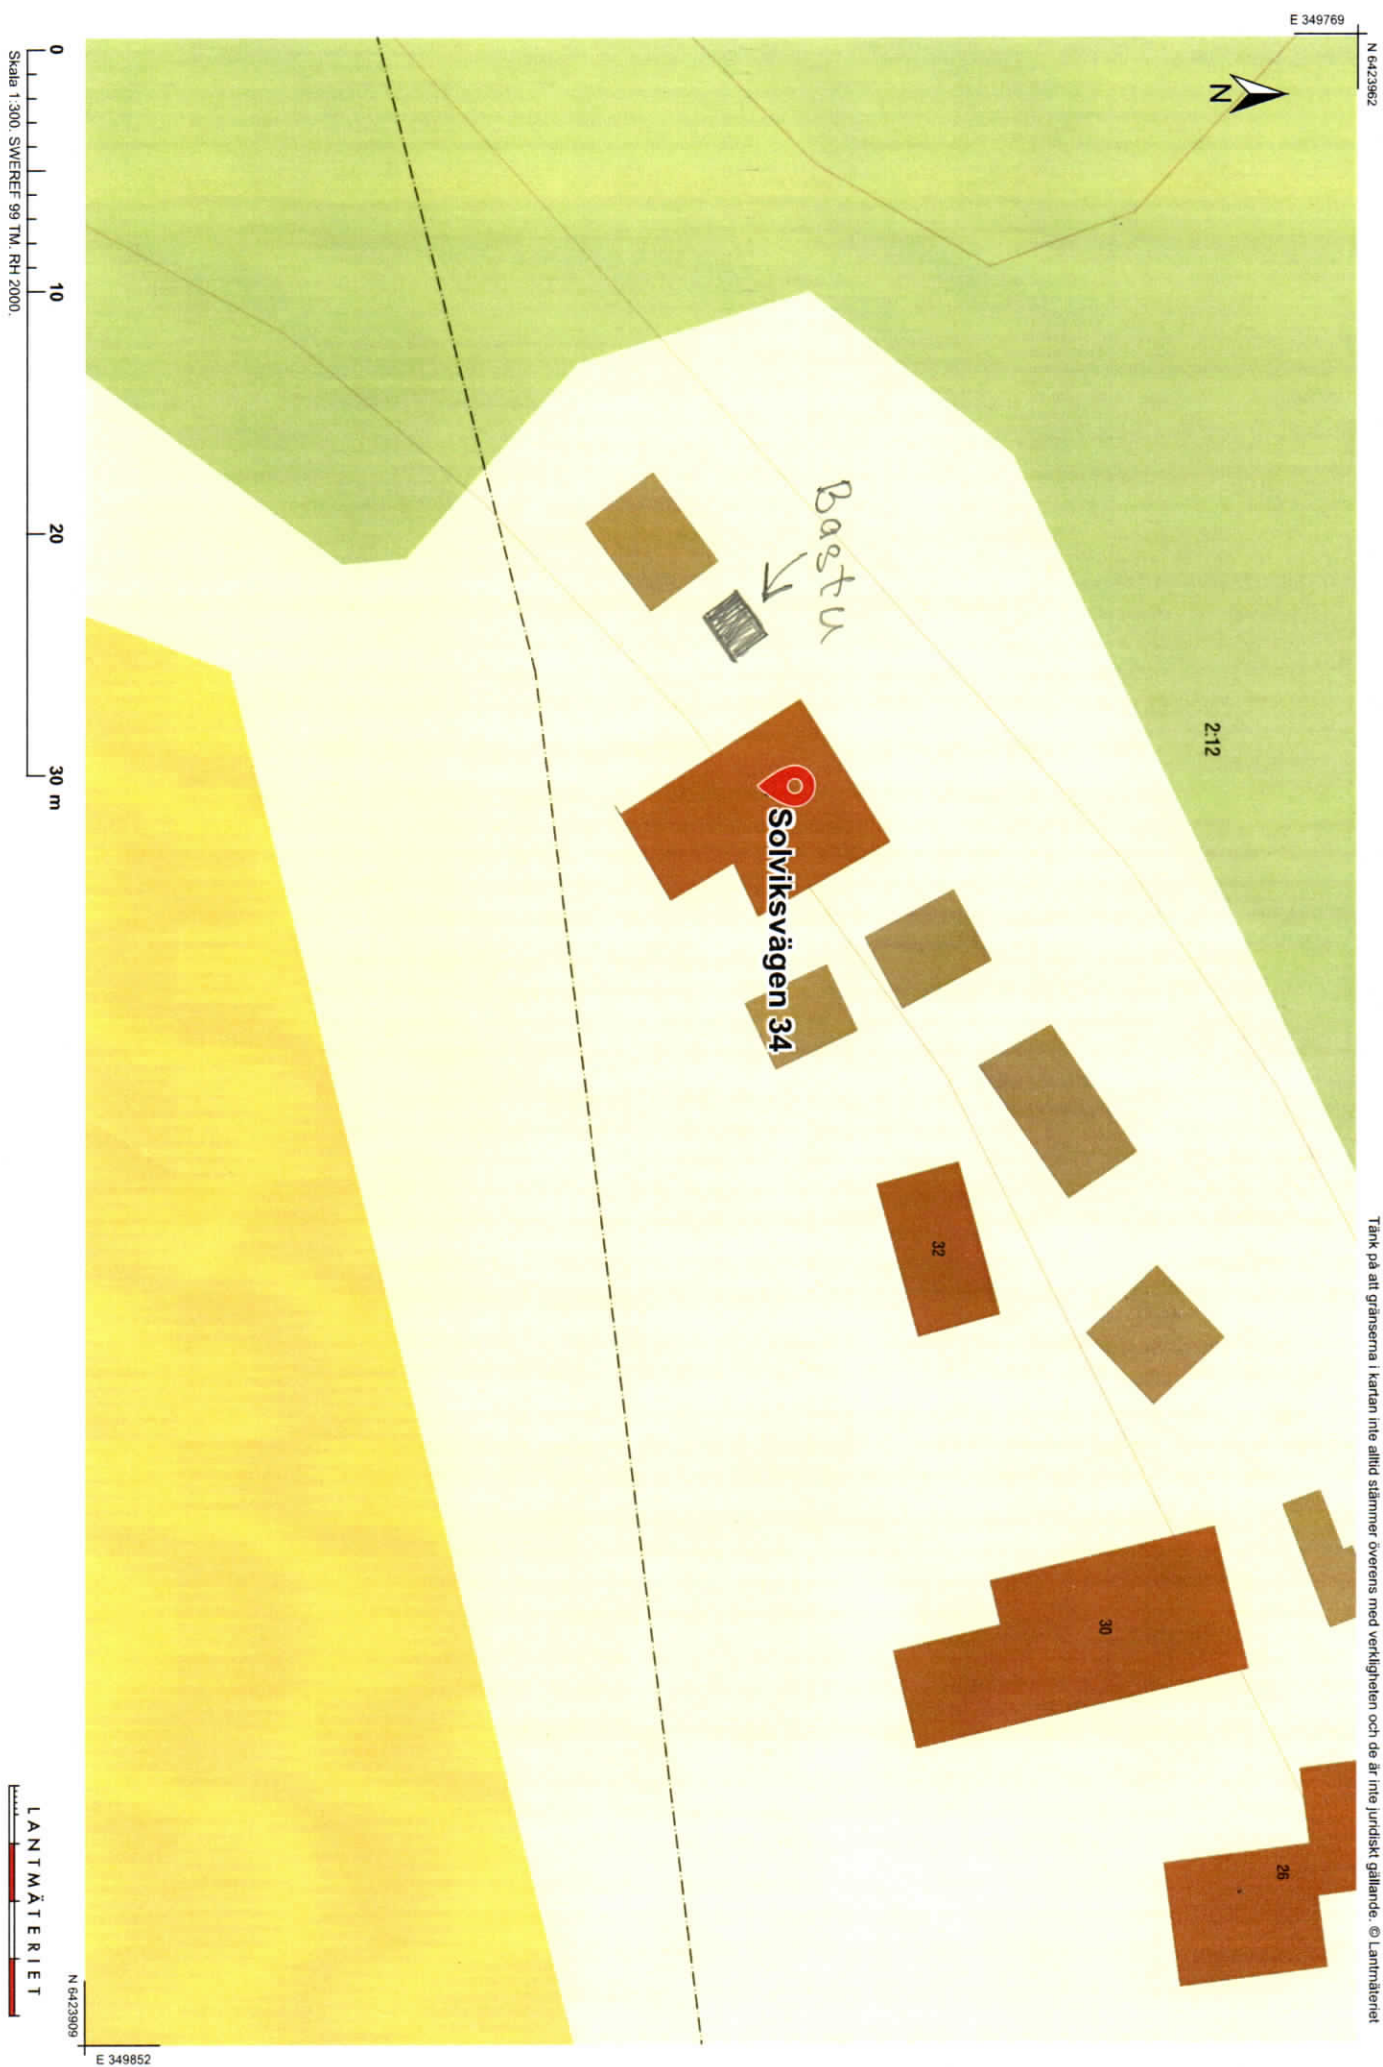 E 349769
N 6423962
N
Tänk på att gränserna i kartan inte alltid stämmer överens med verkligheten och de är inte juridiskt gällande. © Lantmäteriet
2:12
Bastu
Solviksvägen 34
32
30
26
0
10
20
30 m
Skala 1:300. SWEREF 99 TM. RH 2000.
LANTMÄTERIET
N 6423909
E 349852